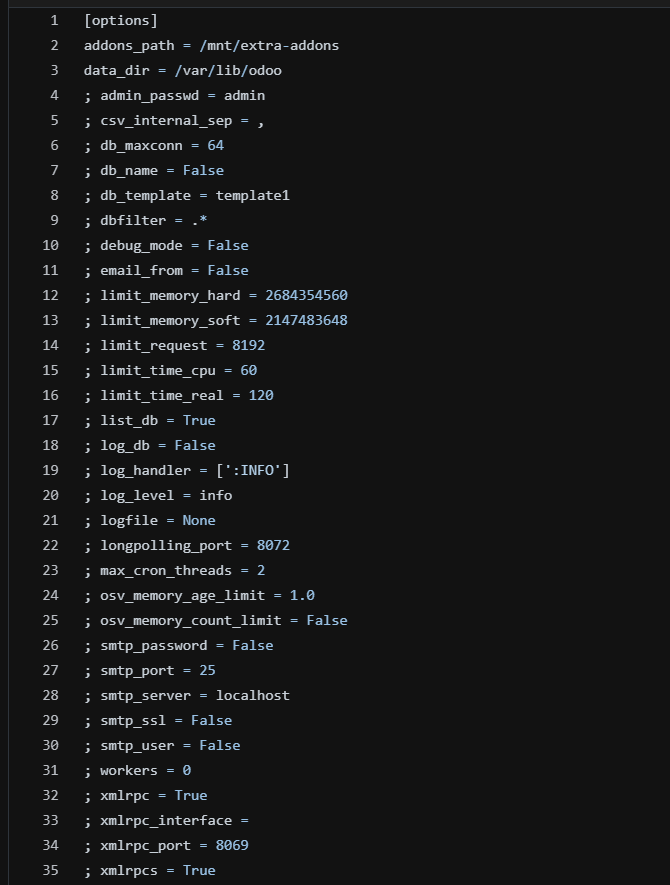 1 [options]
2 addons_path = /mnt/extra-addons
3 data_dir = /var/lib/odoo
4 ; admin_passwd = admin
5 ; csv_internal_sep = ,
6 ; db_maxconn = 64
7 ; db_name = False
8 ; db_template = template1
9 ; dbfilter = .*
10 ; debug_mode = False
11 ; email_from = False
12 ; limit_memory_hard = 2684354560
13 ; limit_memory_soft = 2147483648
14 ; limit_request = 8192
15 ; limit_time_cpu = 60
16 ; limit_time_real = 120
17 ; list_db = True
18 ; log_db = False
19 ; log_handler = [':INFO']
20 ; log_level = info
21 ; logfile = None
22 ; longpolling_port = 8072
23 ; max_cron_threads = 2
24 ; osv_memory_age_limit = 1.0
25 ; osv_memory_count_limit = False
26 ; smtp_password = False
27 ; smtp_port = 25
28 ; smtp_server = localhost
29 ; smtp_ssl = False
30 ; smtp_user = False
31 ; workers = 0
32 ; xmlrpc = True
33 ; xmlrpc_interface =
34 ; xmlrpc_port = 8069
35 ; xmlrpcs = True